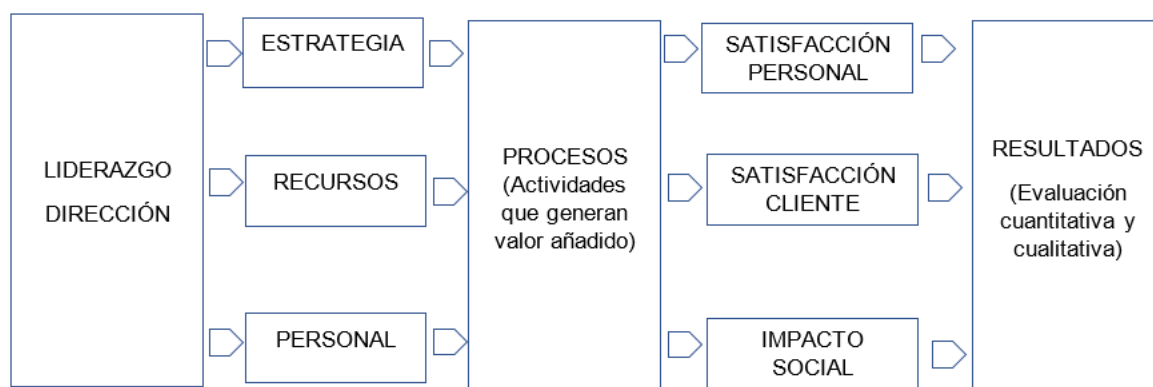 LIDERAZGO
DIRECCIÓN
ESTRATEGIA
RECURSOS
PERSONAL
PROCESOS
(Actividades
que generan
valor añadido)
SATISFACCIÓN
PERSONAL
SATISFACCIÓN
CLIENTE
IMPACTO
SOCIAL
RESULTADOS
(Evaluación
cuantitativa y
cualitativa)